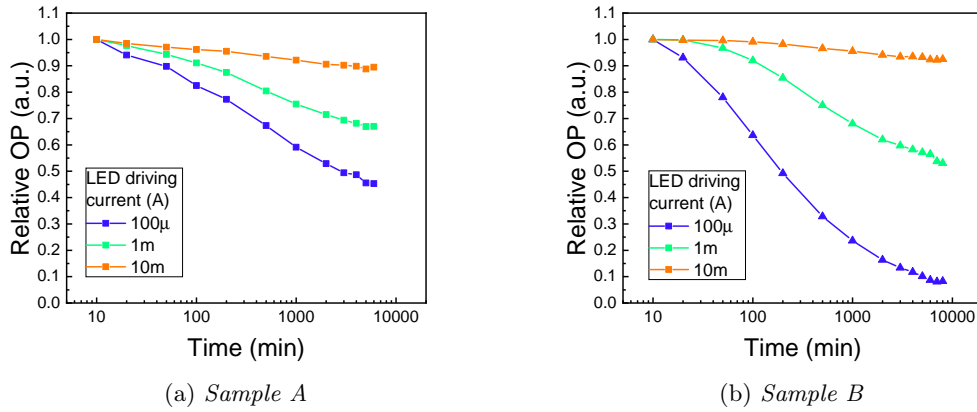 1.1
1.0
0.9
0.8
0.7
0.6
0.5
0.4
0.3
0.2
0.1
0.0
Relative OP (a.u.)
LED driving
current (A)
100μ
1m
10m
10 100 1000 10000
Time (min)
(a) Sample A
1.1
1.0
0.9
0.8
0.7
0.6
0.5
0.4
0.3
0.2
0.1
0.0
Relative OP (a.u.)
LED driving
current (A)
100μ
1m
10m
10 100 1000 10000
Time (min)
(b) Sample B